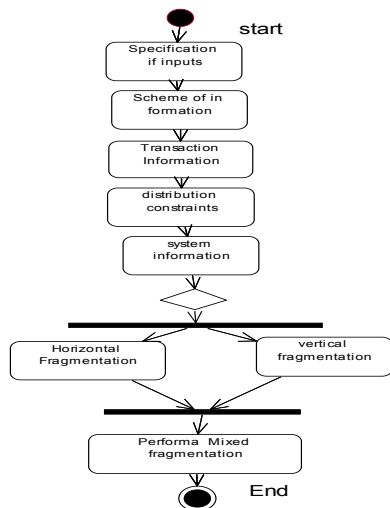 start
Specification
if inputs
Scheme of in
formation
Transaction
Information
distribution
constraints
system
information
Horizontal
Fragmentation
vertical
fragmentation
Performa Mixed
fragmentation
End